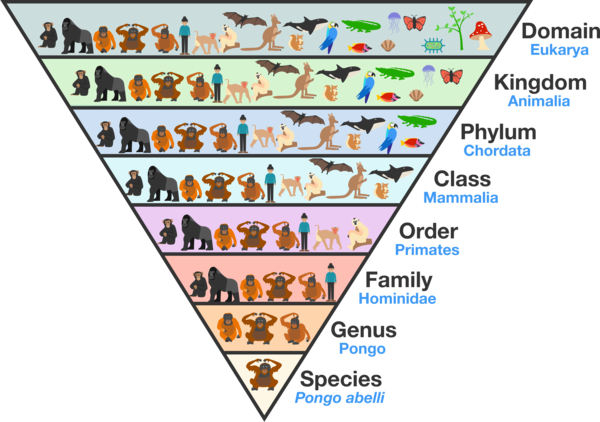 Domain
Eukarya
Kingdom
Animalia
Phylum
Chordata
Class
Mammalia
Order
Primates
Family
Hominidae
Genus
Pongo
Species
Pongo abelli